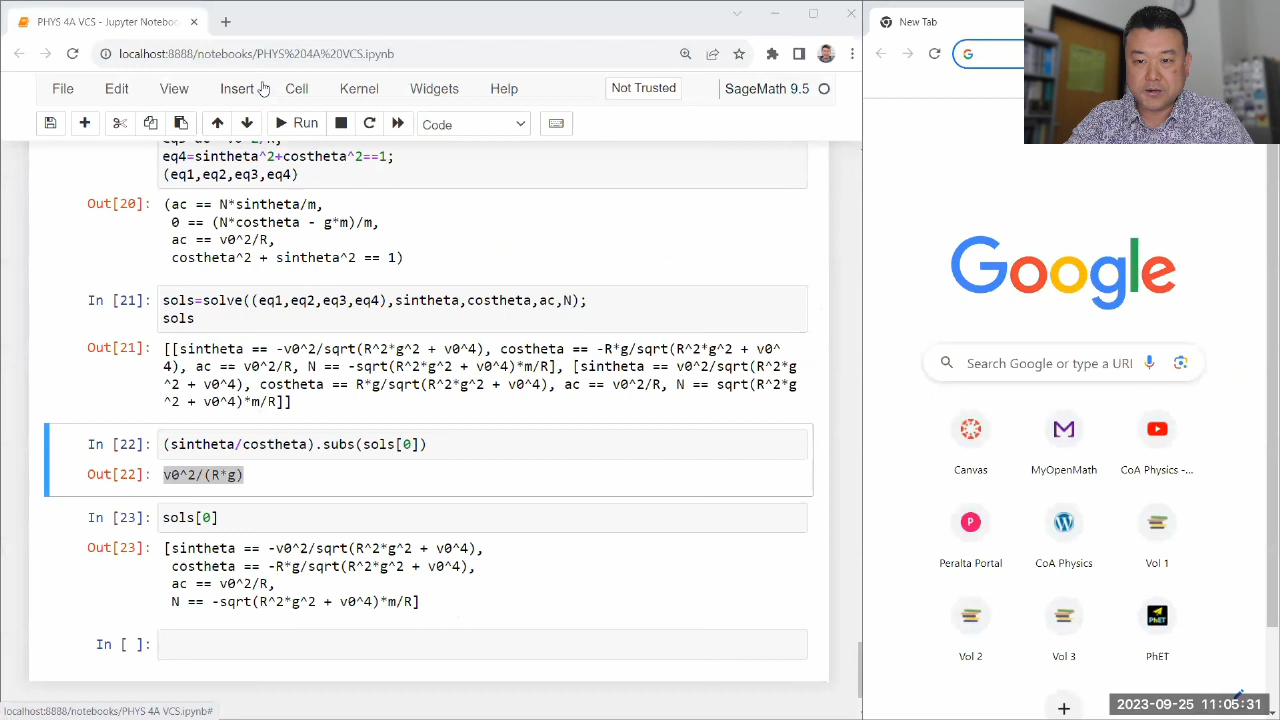 PHYS 4A VCS - Jupyter Noteboo
New Tab
localhost:8888/notebooks/PHYS%204A%20VCS.ipynb
File Edit View Insert Cell Kernel Widgets Help Not Trusted SageMath 9.5
Run Code
eq4=sintheta^2+costheta^2==1;
(eq1,eq2,eq3,eq4)
Out[20]: (ac == N*sintheta/m,
0 == (N*costheta - g*m)/m,
ac == v0^2/R,
costheta^2 + sintheta^2 == 1)
In [21]: sols=solve((eq1,eq2,eq3,eq4),sintheta,costheta,ac,N);
sols
Out[21]: [[sintheta == -v0^2/sqrt(R^2*g^2 + v0^4), costheta == -R*g/sqrt(R^2*g^2 + v0^
4), ac == v0^2/R, N == -sqrt(R^2*g^2 + v0^4)*m/R], [sintheta == v0^2/sqrt(R^2*g
^2 + v0^4), costheta == R*g/sqrt(R^2*g^2 + v0^4), ac == v0^2/R, N == sqrt(R^2*g
^2 + v0^4)*m/R]]
In [22]: (sintheta/costheta).subs(sols[0])
Out[22]: v0^2/(R*g)
In [23]: sols[0]
Out[23]: [sintheta == -v0^2/sqrt(R^2*g^2 + v0^4),
costheta == -R*g/sqrt(R^2*g^2 + v0^4),
ac == v0^2/R,
N == -sqrt(R^2*g^2 + v0^4)*m/R]
In [ ]:
localhost:8888/notebooks/PHYS 4A VCS.ipynb#
Google
Search Google or type a URI
Canvas MyOpenMath CoA Physics -...
Peralta Portal CoA Physics Vol 1
Vol 2 Vol 3 PhET
2023-09-25 11:05:31